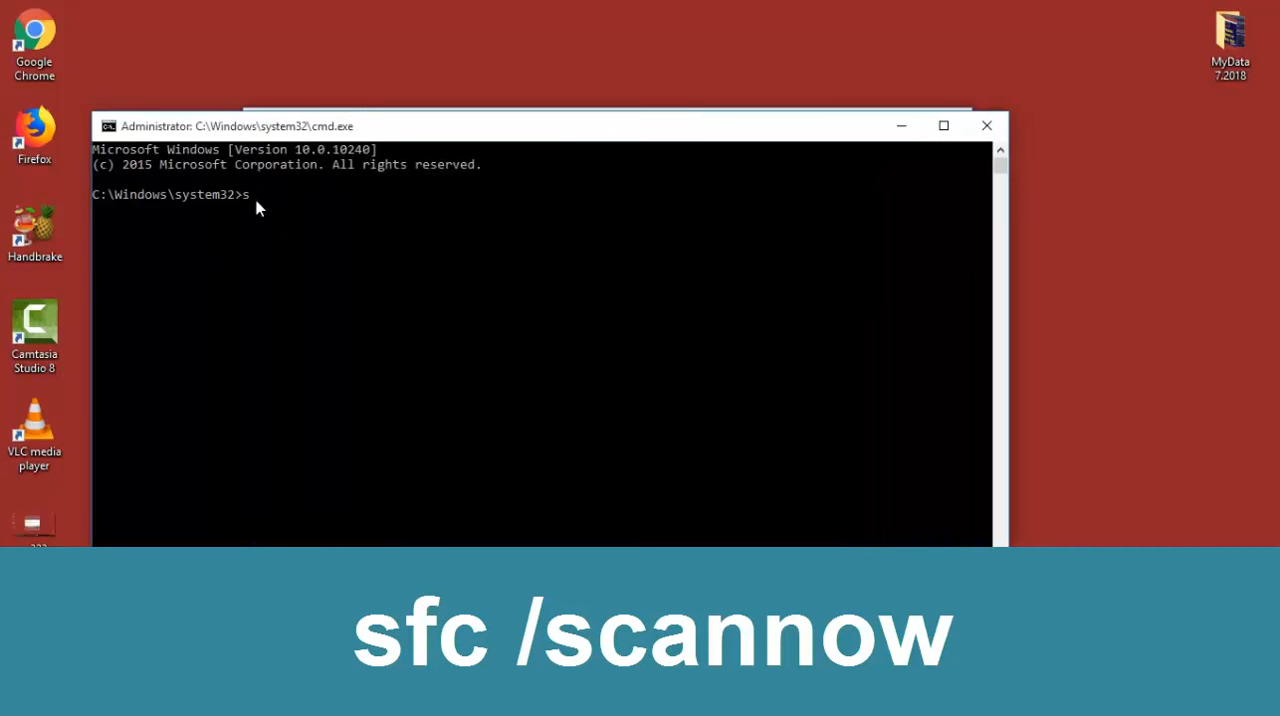 Google
Chrome
Firefox
Handbrake
Camtasia
Studio 8
VLC media
player
MyData
7.2018
Administrator: C:\Windows\system32\cmd.exe
Microsoft Windows [Version 10.0.10240]
(c) 2015 Microsoft Corporation. All rights reserved.
C:\Windows\system32>s
sfc /scannow